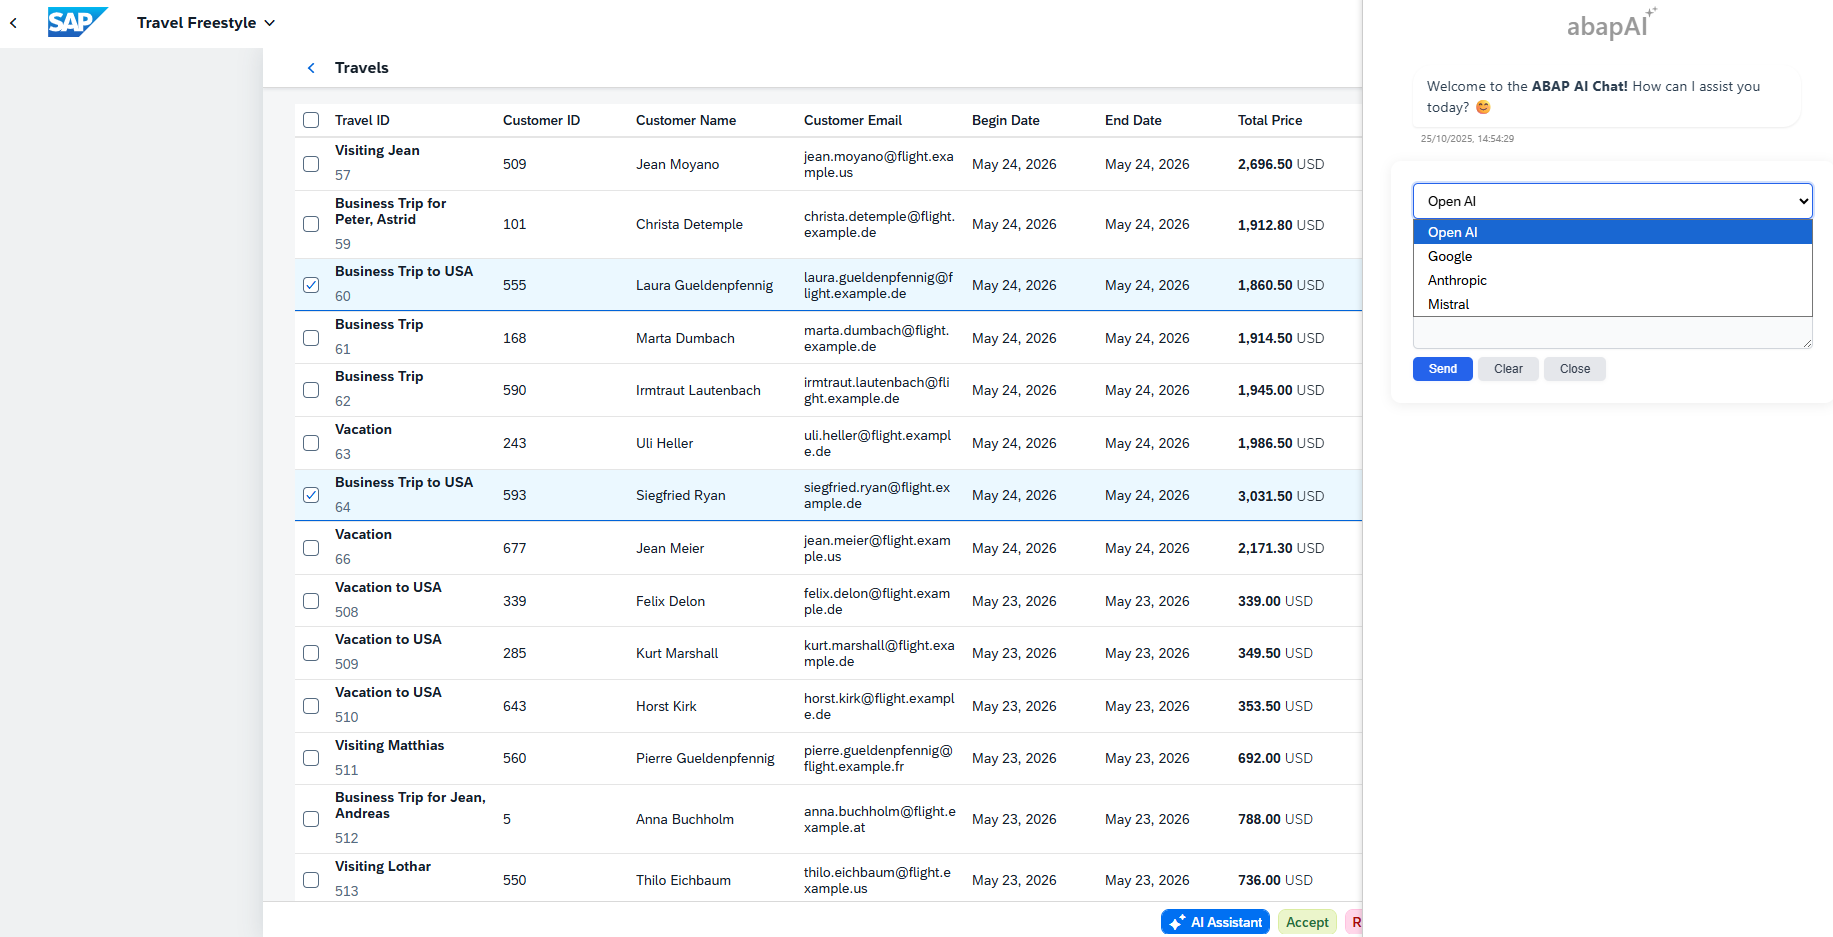 SAP Travel Freestyle
Travels
Travel ID Customer ID Customer Name Customer Email Begin Date End Date Total Price
Visiting Jean
57
509
Jean Moyano
jean.moyano@flight.exa
mple.us
May 24, 2026
May 24, 2026
2,696.50 USD
Business Trip for
Peter, Astrid
59
101
Christa Detemple
christa.detemple@flight.
example.de
May 24, 2026
May 24, 2026
1,912.80 USD
Business Trip to USA
60
555
Laura Gueldenpfennig
laura.gueldenpfennig@f
light.example.de
May 24, 2026
May 24, 2026
1,860.50 USD
Business Trip
61
168
Marta Dumbach
marta.dumbach@flight.
example.de
May 24, 2026
May 24, 2026
1,914.50 USD
Business Trip
62
590
Irmtraut Lautenbach
irmtraut.lautenbach@fli
ght.example.de
May 24, 2026
May 24, 2026
1,945.00 USD
Vacation
63
243
Uli Heller
uli.heller@flight.exampl
e.de
May 24, 2026
May 24, 2026
1,986.50 USD
Business Trip to USA
64
593
Siegfried Ryan
siegfried.ryan@flight.ex
ample.de
May 24, 2026
May 24, 2026
3,031.50 USD
Vacation
66
677
Jean Meier
jean.meier@flight.exam
ple.us
May 24, 2026
May 24, 2026
2,171.30 USD
Vacation to USA
508
339
Felix Delon
felix.delon@flight.exam
ple.de
May 23, 2026
May 23, 2026
339.00 USD
Vacation to USA
509
285
Kurt Marshall
kurt.marshall@flight.exa
mple.de
May 23, 2026
May 23, 2026
349.50 USD
Vacation to USA
510
643
Horst Kirk
horst.kirk@flight.exampl
e.de
May 23, 2026
May 23, 2026
353.50 USD
Visiting Matthias
511
560
Pierre Gueldenpfennig
pierre.gueldenpfennig@
flight.example.fr
May 23, 2026
May 23, 2026
692.00 USD
Business Trip for Jean,
Andreas
512
5
Anna Buchholm
anna.buchholm@flight.e
xample.at
May 23, 2026
May 23, 2026
788.00 USD
Visiting Lothar
513
550
Thilo Eichbaum
thilo.eichbaum@flight.e
xample.us
May 23, 2026
May 23, 2026
736.00 USD
AI Assistant Accept R
abapAI
Welcome to the ABAP AI Chat! How can I assist you
today? 😊
25/10/2025, 14:54:29
Open AI
Open AI
Google
Anthropic
Mistral
Send Clear Close